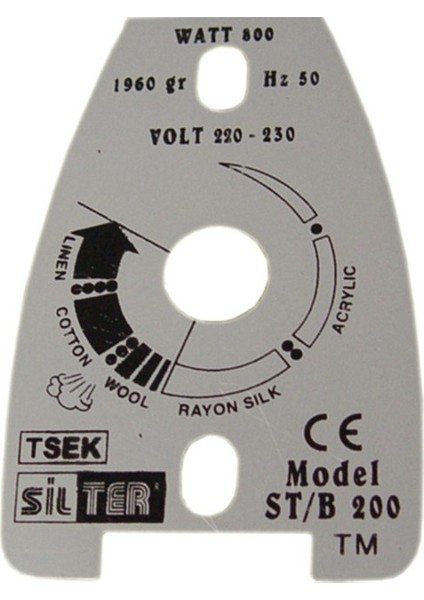 WATT 800
1960 gr Hz 50
VOLT 220 - 230
ACRYLIC
RAYON SILK
WOOL
COTTON
LINEN
TSEK
SİLTER
CE
Model
ST/B 200
TM